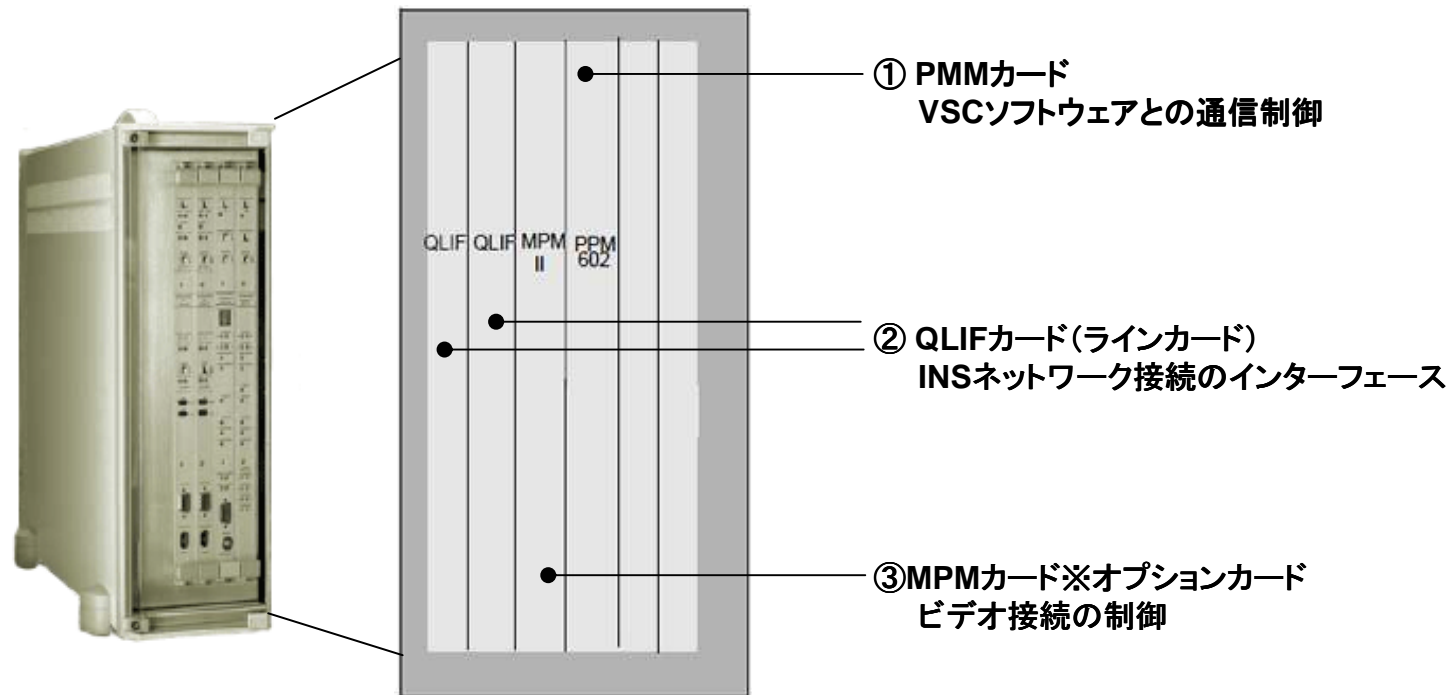 ① PMMカード
VSCソフトウェアとの通信制御
QLIF QLIF MPM II PPM 602
② QLIFカード(ラインカード)
INSネットワーク接続のインターフェース
③MPMカード※オプションカード
ビデオ接続の制御